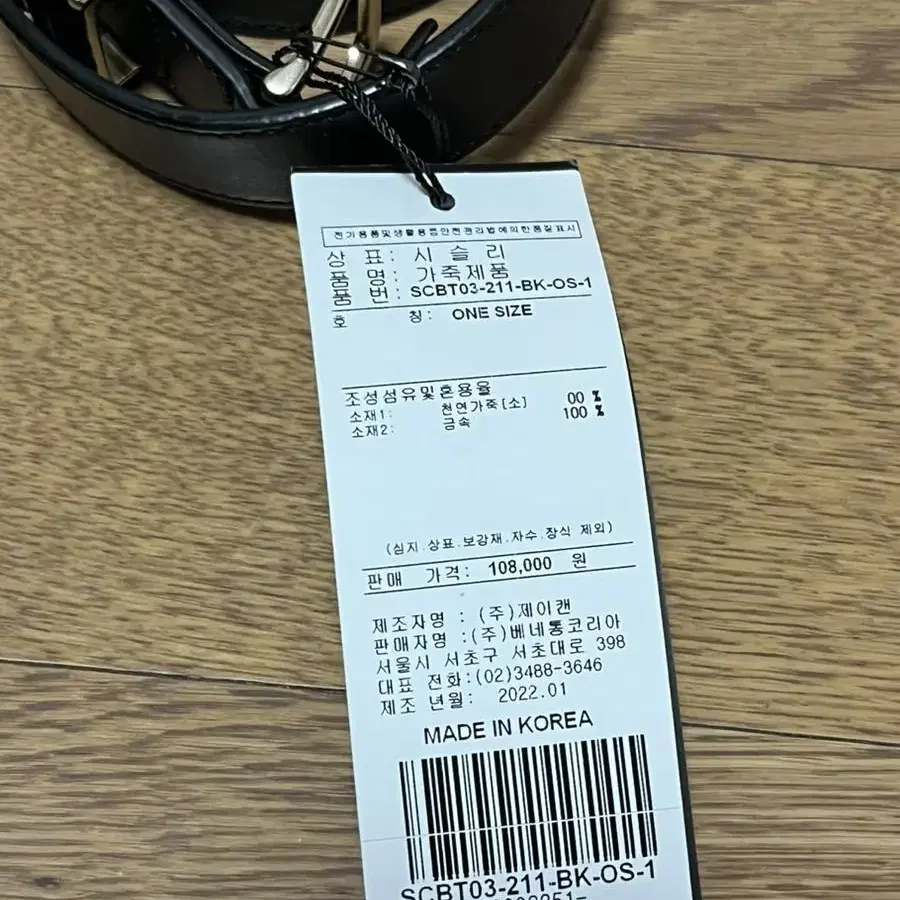 전기용품및생활용품안전관리법에의한품질표시
상 표: 시 슬 리
품 명: 가죽제품
품 번: SCBT03-211-BK-OS-1
호 칭: ONE SIZE
조성섬유및혼용율
소재1: 천연가죽[소] 00 %
소재2: 금속 100 %
(심지.상표.보강재.자수.장식 제외)
판매 가격: 108,000 원
제조자명 : (주)제이캔
판매자명 :(주)베네통코리아
서울시 서초구 서초대로 398
대표 전화:(02)3488-3646
제조 년월: 2022.01
MADE IN KOREA
SCBT03-211-BK-OS-1